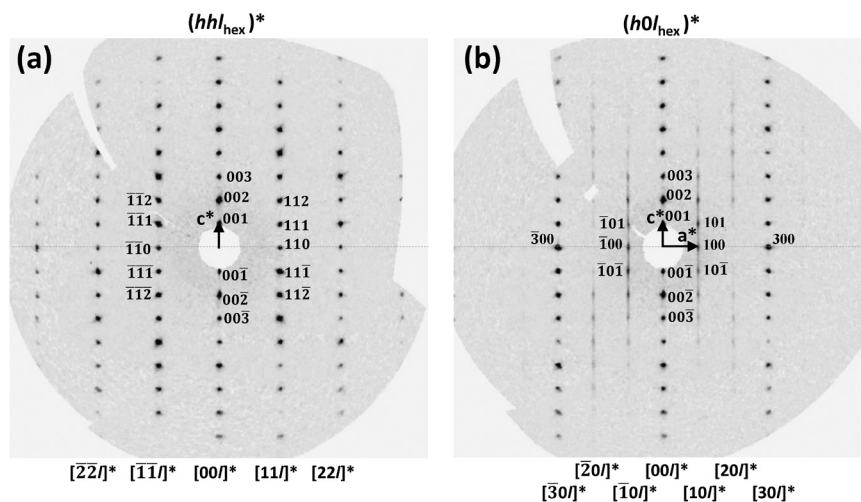 (hhl_hex)* (h0l_hex)*
(a)
003
1̅1̅2 002 112
1̅1̅1 c* 001 111
1̅1̅0 110
1̅1̅1̅ 001̅ 111̅
1̅1̅2̅ 002̅ 112̅
003̅
[2̅2̅l]* [1̅1̅l]* [00l]* [11l]* [22l]*
(b)
003
002
1̅01 c* 001 101
3̅00 1̅00 a* 100 300
1̅01̅ 001̅ 101̅
002̅
003̅
[2̅0l]* [00l]* [20l]*
[3̅0l]* [1̅0l]* [10l]* [30l]*